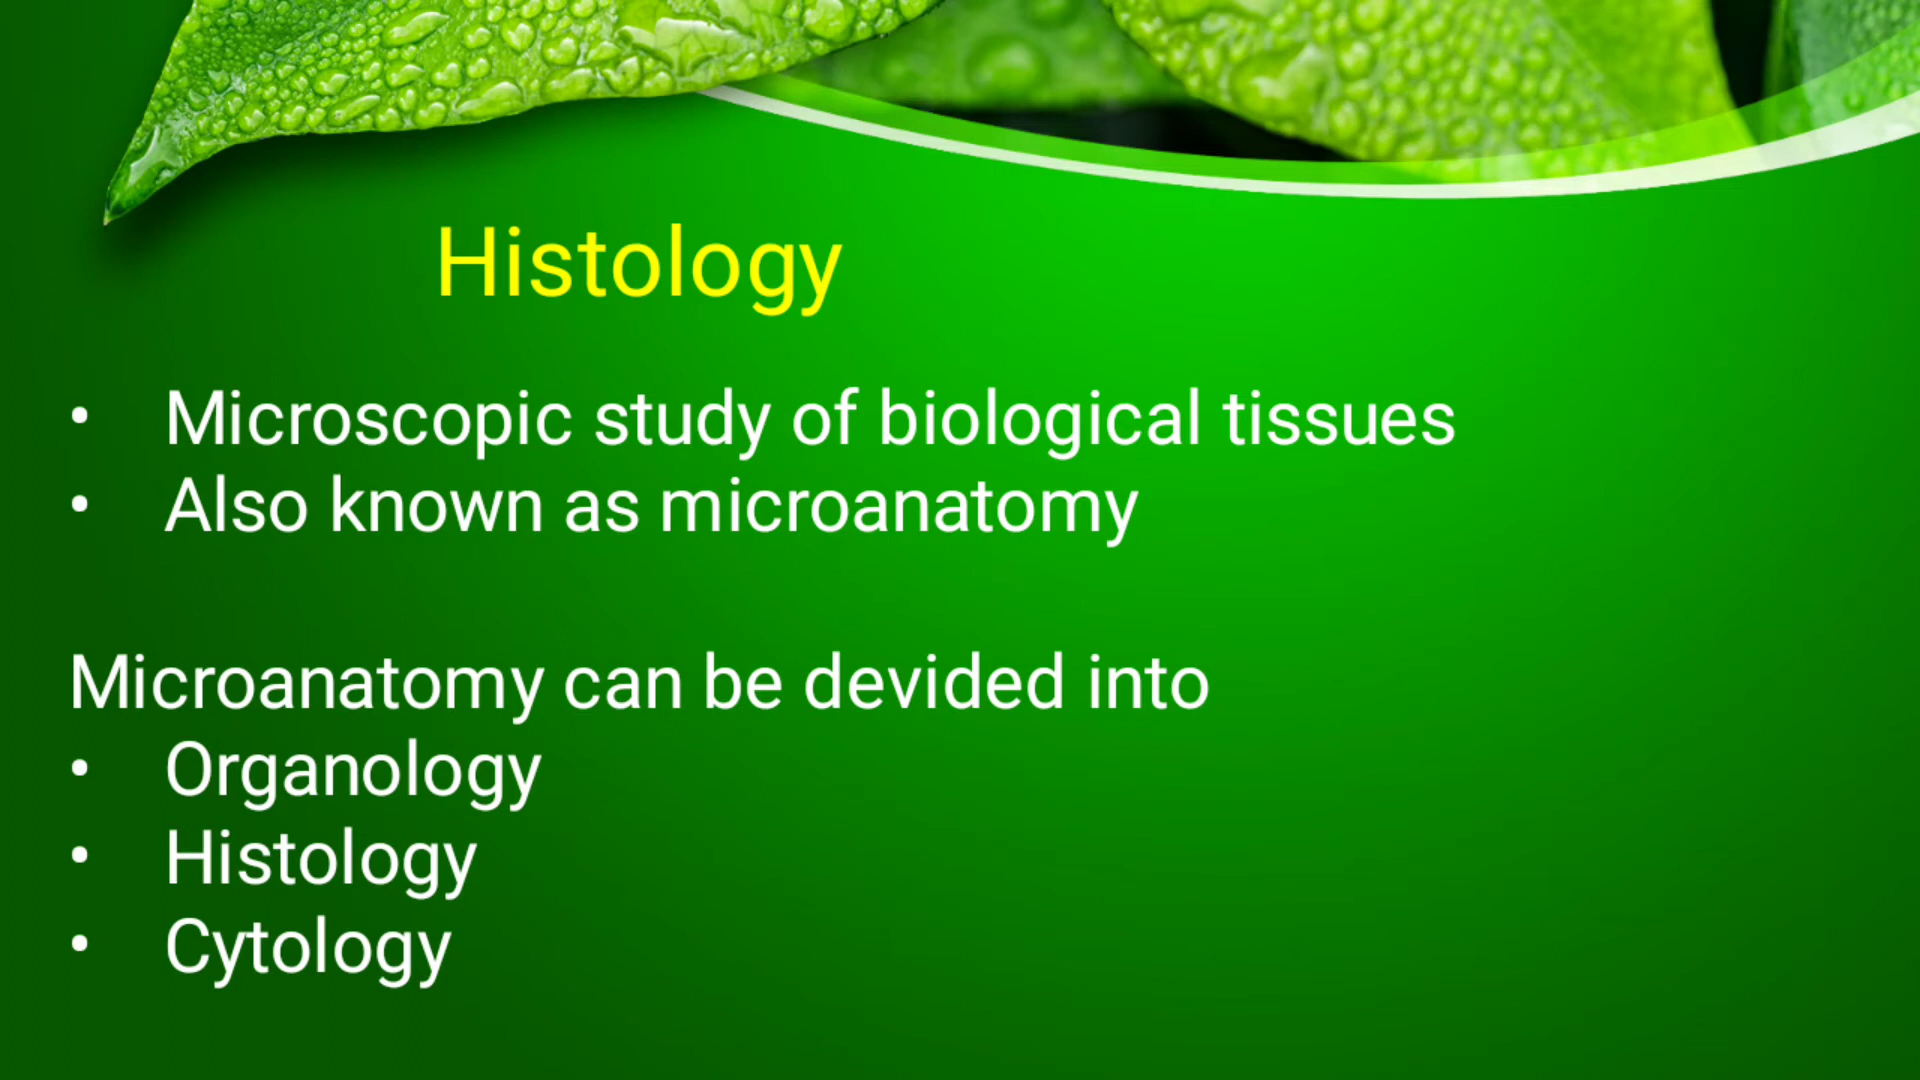 Histology
• Microscopic study of biological tissues
• Also known as microanatomy
Microanatomy can be devided into
• Organology
• Histology
• Cytology